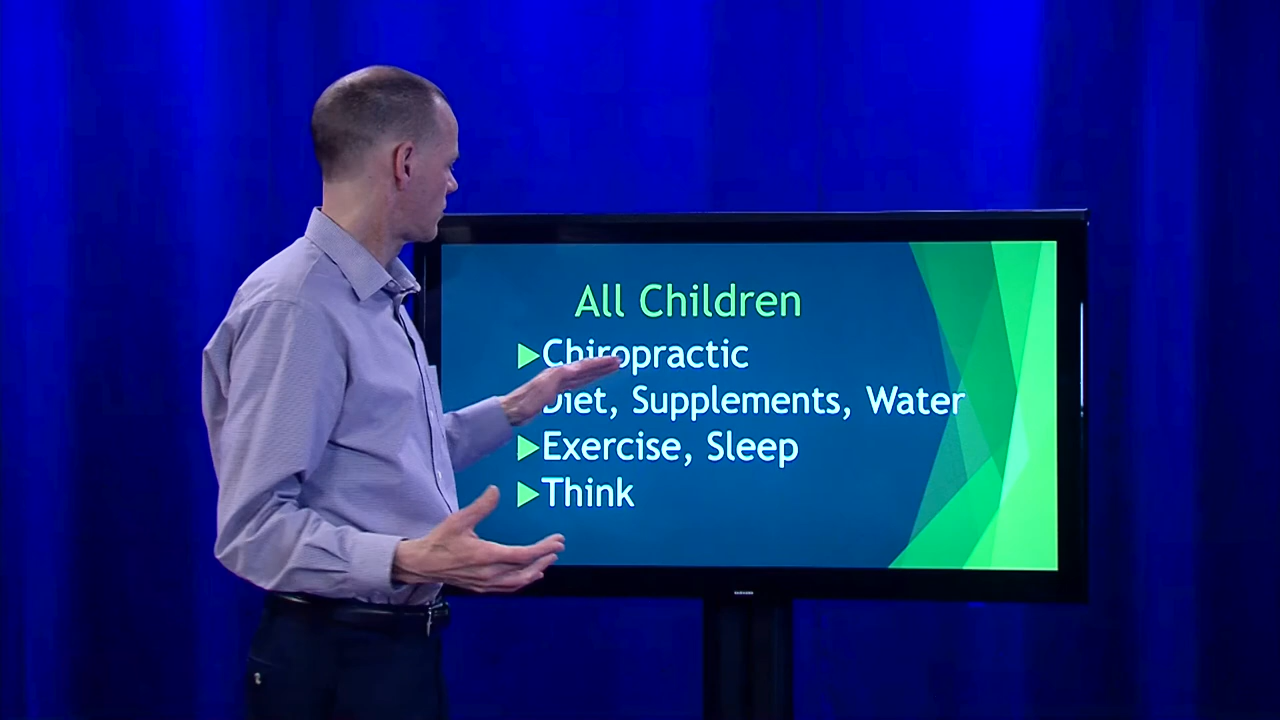 All Children
Chiropractic
Diet, Supplements, Water
Exercise, Sleep
Think